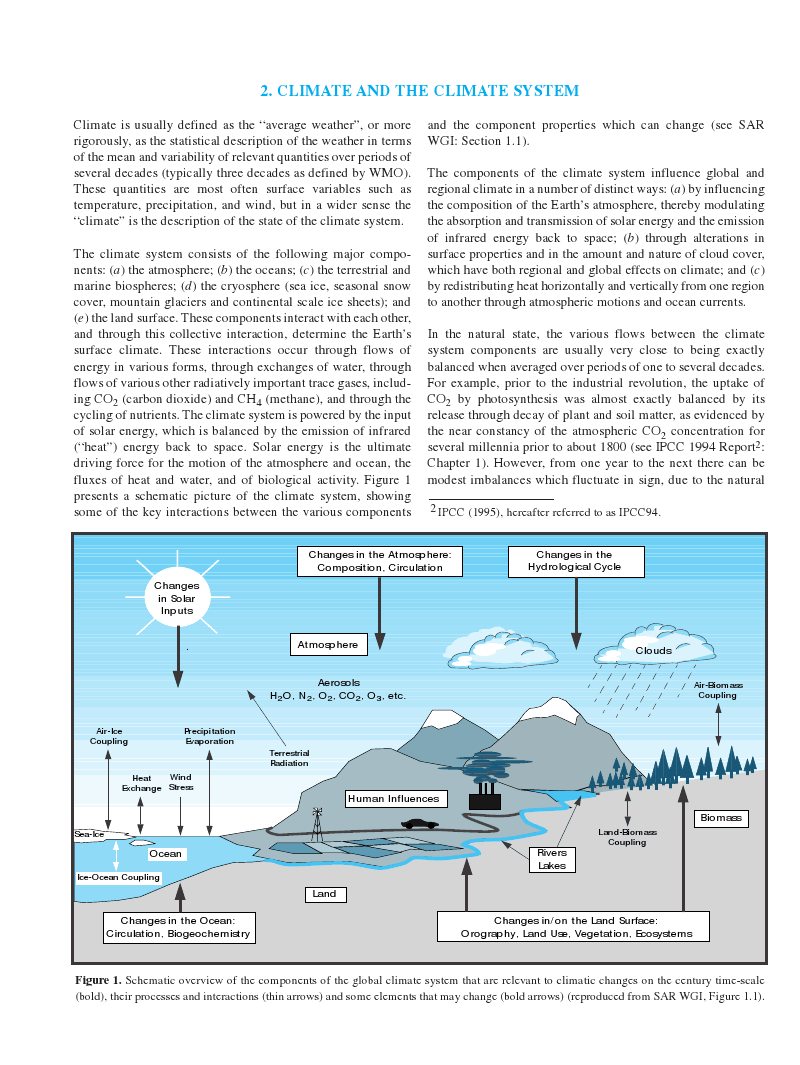 2. CLIMATE AND THE CLIMATE SYSTEM
Climate is usually defined as the “average weather”, or more
rigorously, as the statistical description of the weather in terms
of the mean and variability of relevant quantities over periods of
several decades (typically three decades as defined by WMO).
These quantities are most often surface variables such as
temperature, precipitation, and wind, but in a wider sense the
“climate” is the description of the state of the climate system.
The climate system consists of the following major compo-
nents: (a) the atmosphere; (b) the oceans; (c) the terrestrial and
marine biospheres; (d) the cryosphere (sea ice, seasonal snow
cover, mountain glaciers and continental scale ice sheets); and
(e) the land surface. These components interact with each other,
and through this collective interaction, determine the Earth’s
surface climate. These interactions occur through flows of
energy in various forms, through exchanges of water, through
flows of various other radiatively important trace gases, includ-
ing CO2 (carbon dioxide) and CH4 (methane), and through the
cycling of nutrients. The climate system is powered by the input
of solar energy, which is balanced by the emission of infrared
(“heat”) energy back to space. Solar energy is the ultimate
driving force for the motion of the atmosphere and ocean, the
fluxes of heat and water, and of biological activity. Figure 1
presents a schematic picture of the climate system, showing
some of the key interactions between the various components
and the component properties which can change (see SAR
WGI: Section 1.1).
The components of the climate system influence global and
regional climate in a number of distinct ways: (a) by influencing
the composition of the Earth’s atmosphere, thereby modulating
the absorption and transmission of solar energy and the emission
of infrared energy back to space; (b) through alterations in
surface properties and in the amount and nature of cloud cover,
which have both regional and global effects on climate; and (c)
by redistributing heat horizontally and vertically from one region
to another through atmospheric motions and ocean currents.
In the natural state, the various flows between the climate
system components are usually very close to being exactly
balanced when averaged over periods of one to several decades.
For example, prior to the industrial revolution, the uptake of
CO2 by photosynthesis was almost exactly balanced by its
release through decay of plant and soil matter, as evidenced by
the near constancy of the atmospheric CO2 concentration for
several millennia prior to about 1800 (see IPCC 1994 Report2:
Chapter 1). However, from one year to the next there can be
modest imbalances which fluctuate in sign, due to the natural
2 IPCC (1995), hereafter referred to as IPCC94.
Changes in the Atmosphere:
Composition, Circulation
Changes in the
Hydrological Cycle
Changes
in Solar
Inputs
Atmosphere
Clouds
Aerosols
H2O, N2, O2, CO2, O3, etc.
Air-Biomass
Coupling
Air-Ice
Coupling
Precipitation
Evaporation
Terrestrial
Radiation
Heat
Exchange
Wind
Stress
Human Influences
Biomass
Sea-Ice
Land-Biomass
Coupling
Ocean
Rivers
Lakes
Ice-Ocean Coupling
Land
Changes in the Ocean:
Circulation, Biogeochemistry
Changes in/on the Land Surface:
Orography, Land Use, Vegetation, Ecosystems
Figure 1. Schematic overview of the components of the global climate system that are relevant to climatic changes on the century time-scale
(bold), their processes and interactions (thin arrows) and some elements that may change (bold arrows) (reproduced from SAR WGI, Figure 1.1).